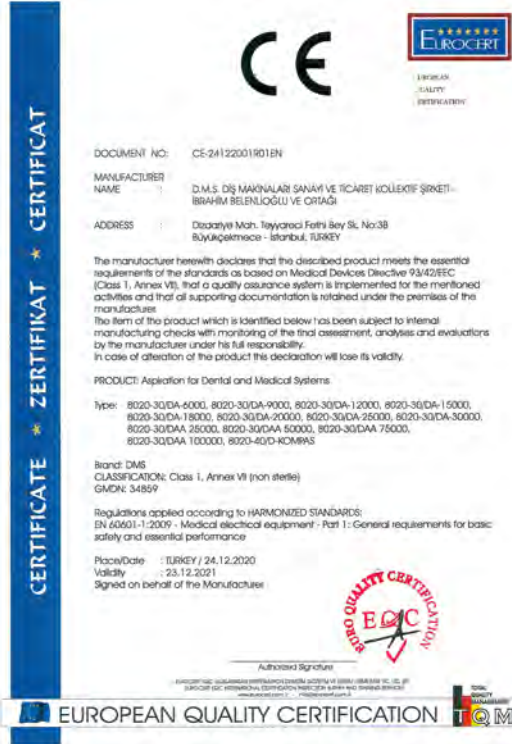 CERTIFICATE ★ ZERTIFIKAT ★ CERTIFICAT
CE
EUROCERT
EUROPEAN
QUALITY
CERTIFICATION
DOCUMENT NO: CE-24122001R01EN
MANUFACTURER
NAME : D.M.S. DİŞ MAKİNALARI SANAYİ VE TİCARET KOLLEKTİF ŞİRKETİ -
İBRAHİM BELENLİOĞLU VE ORTAĞI
ADDRESS : Dizdariye Mah. Tayyareci Fethi Bey Sk. No:38
Büyükçekmece - İstanbul, TURKEY
The manufacturer herewith declares that the described product meets the essential
requirements of the standards as based on Medical Devices Directive 93/42/EEC
(Class 1, Annex VII), that a quality assurance system is implemented for the mentioned
activities and that all supporting documentation is retained under the premises of the
manufacturer.
The item of the product which is identified below has been subject to internal
manufacturing checks with monitoring of the final assessment, analyses and evaluations
by the manufacturer under his full responsibility.
In case of alteration of the product this declaration will lose its validity.
PRODUCT: Aspiration for Dental and Medical Systems
Type: 8020-30/DA-6000, 8020-30/DA-9000, 8020-30/DA-12000, 8020-30/DA-15000,
8020-30/DA-18000, 8020-30/DA-20000, 8020-30/DA-25000, 8020-30/DA-30000,
8020-30/DAA 25000, 8020-30/DAA 50000, 8020-30/DAA 75000,
8020-30/DAA 100000, 8020-40/D-KOMPAS
Brand: DMS
CLASSIFICATION: Class 1, Annex VII (non sterile)
GMDN: 34859
Regulations applied according to HARMONIZED STANDARDS:
EN 60601-1:2009 - Medical electrical equipment - Part 1: General requirements for basic
safety and essential performance
Place/Date : TURKEY / 24.12.2020
Validity : 23.12.2021
Signed on behalf of the Manufacturer
EURO QUALITY CERTIFICATION
EQC
Authorized Signature
EUROPEAN QUALITY CERTIFICATION
TOTAL
QUALITY
MANAGEMENT
TQM